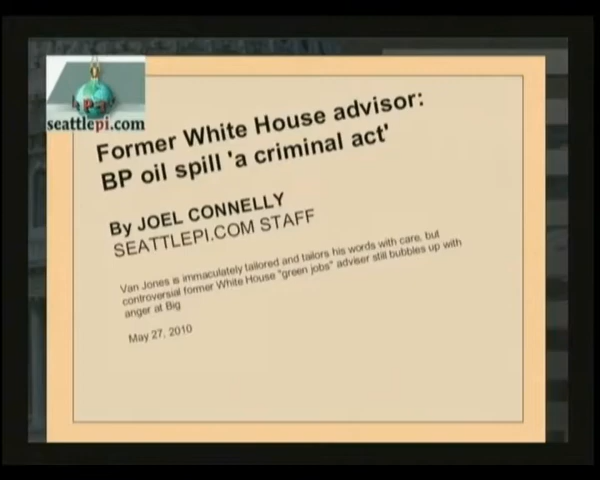 seattlepi.com
Former White House advisor:
BP oil spill 'a criminal act'
By JOEL CONNELLY
SEATTLEPI.COM STAFF
Van Jones is immaculately tailored and tailors his words with care, but
controversial former White House "green jobs" adviser still bubbles up with
anger at Big
May 27, 2010